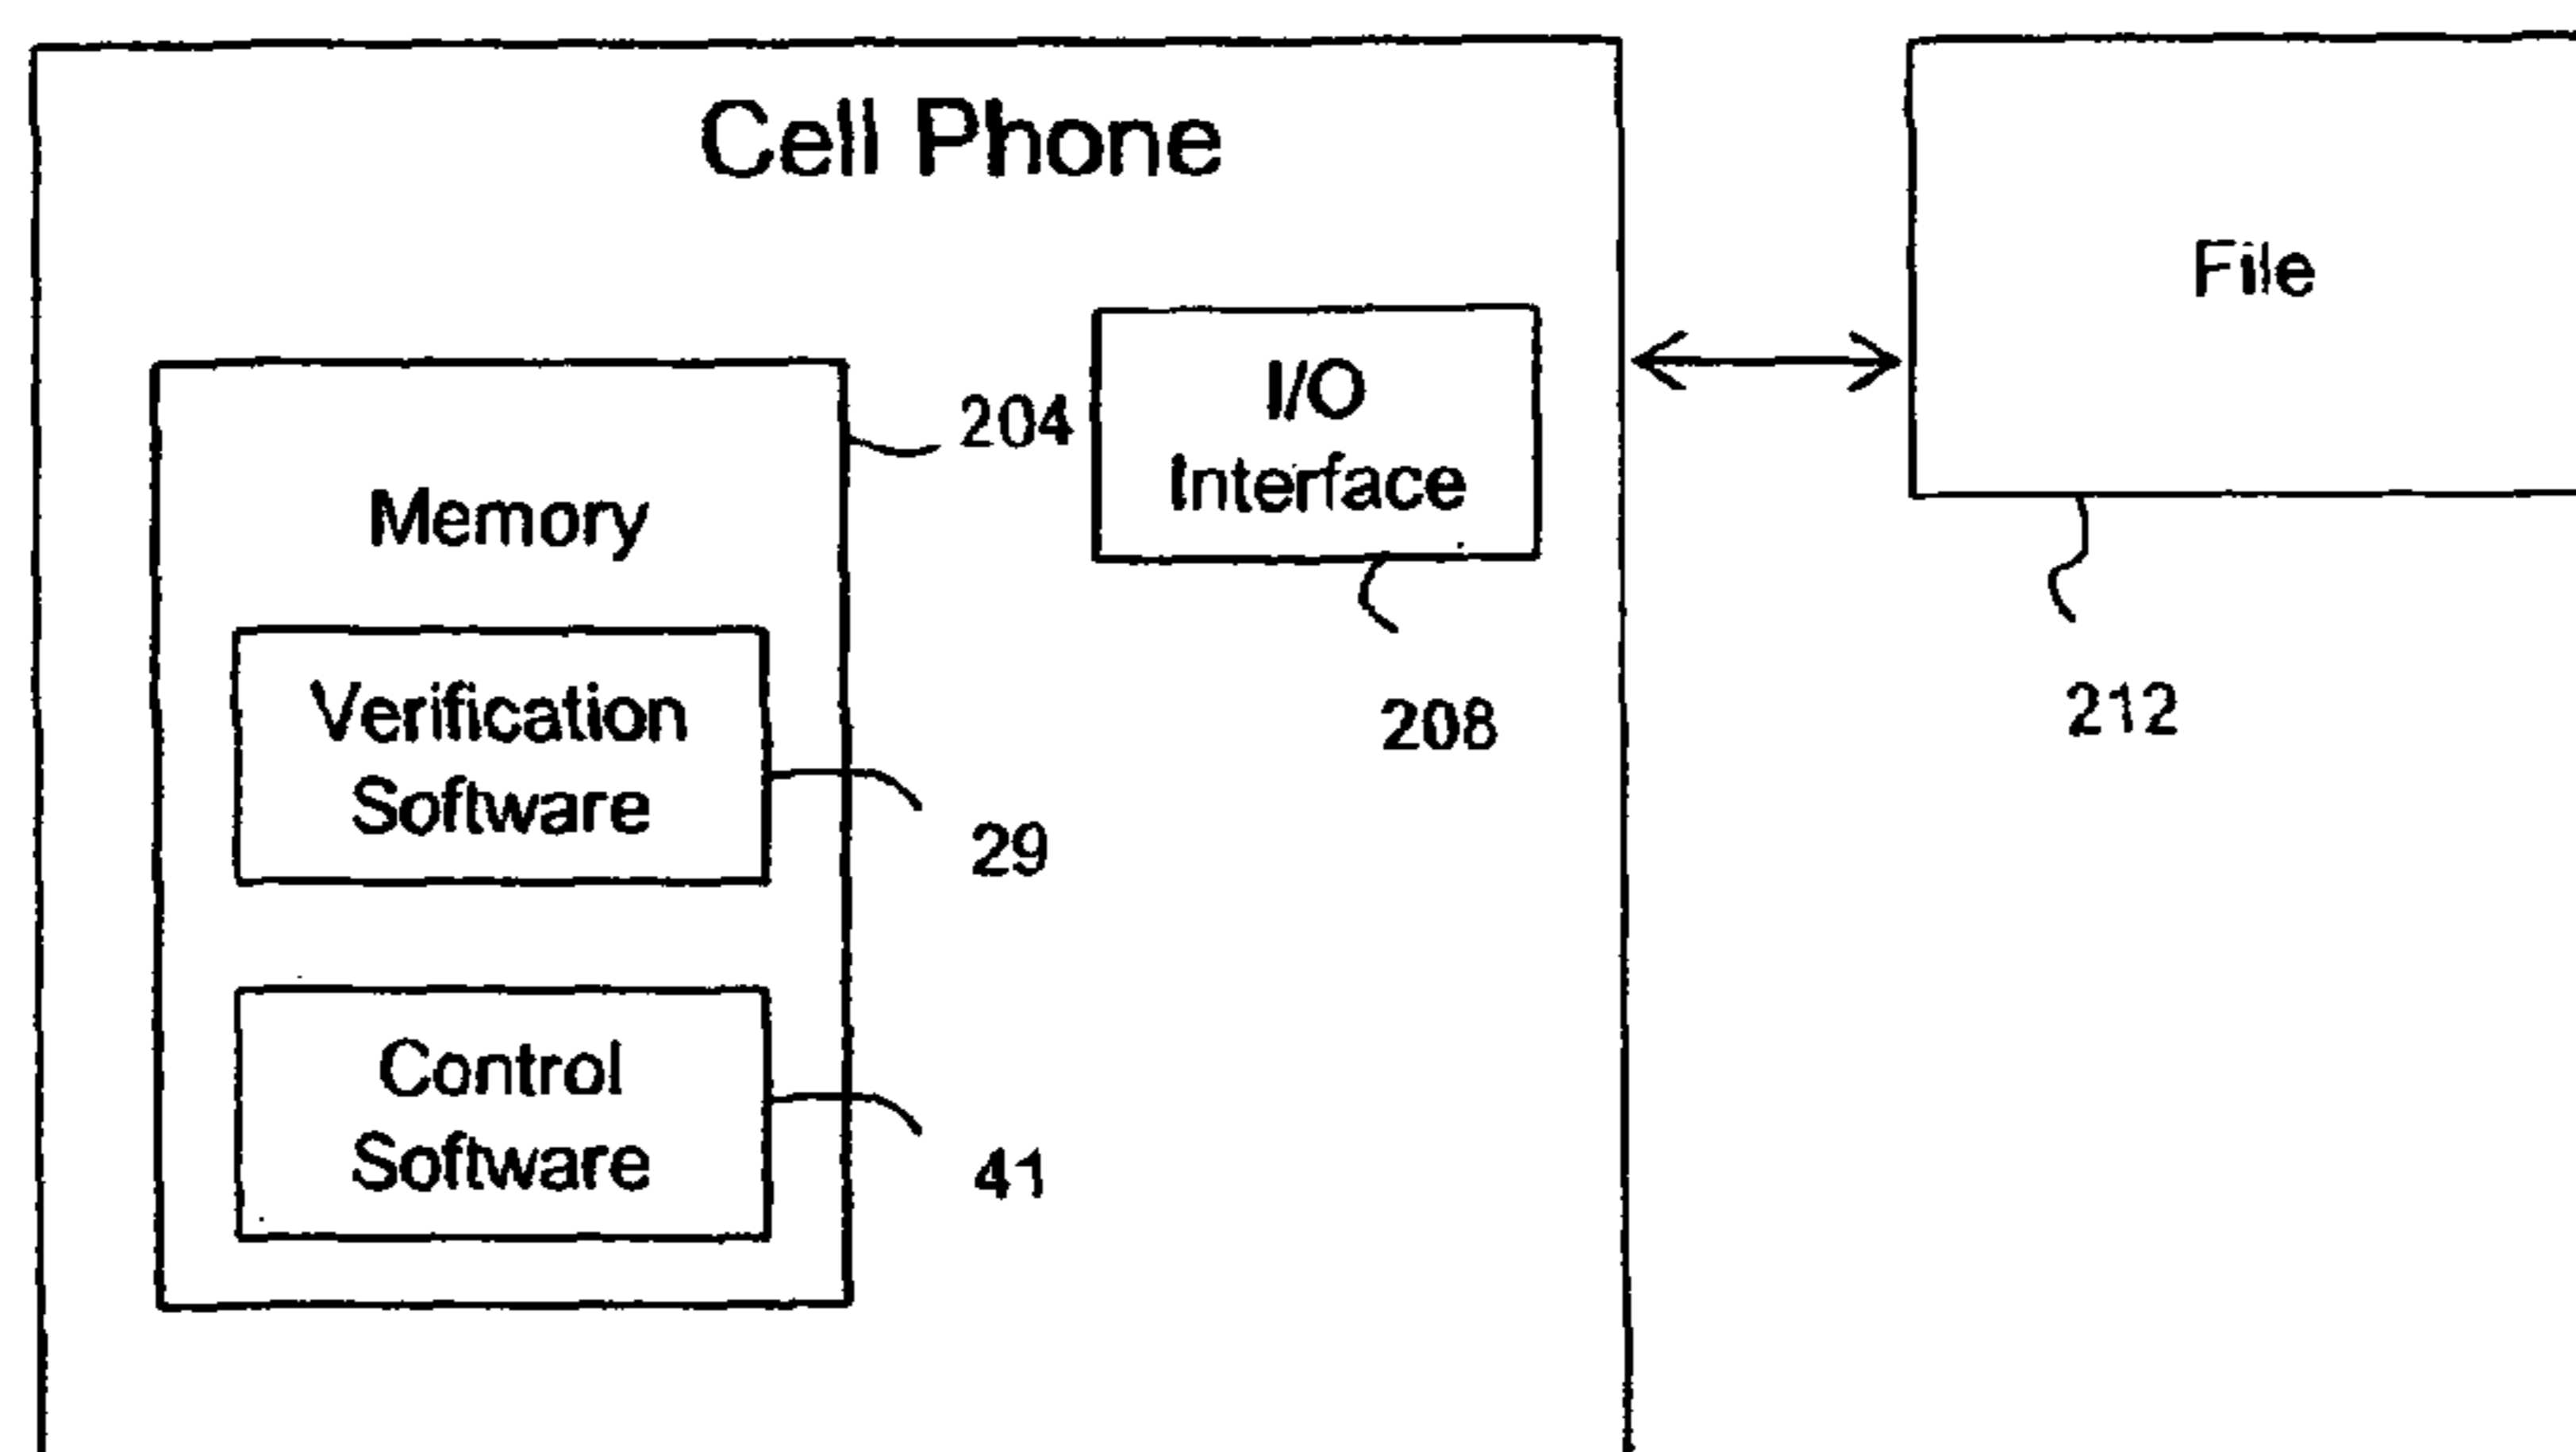 Cell Phone
File
I/O
Interface
204
Memory
208
212
Verification
Software
29
Control
Software
41